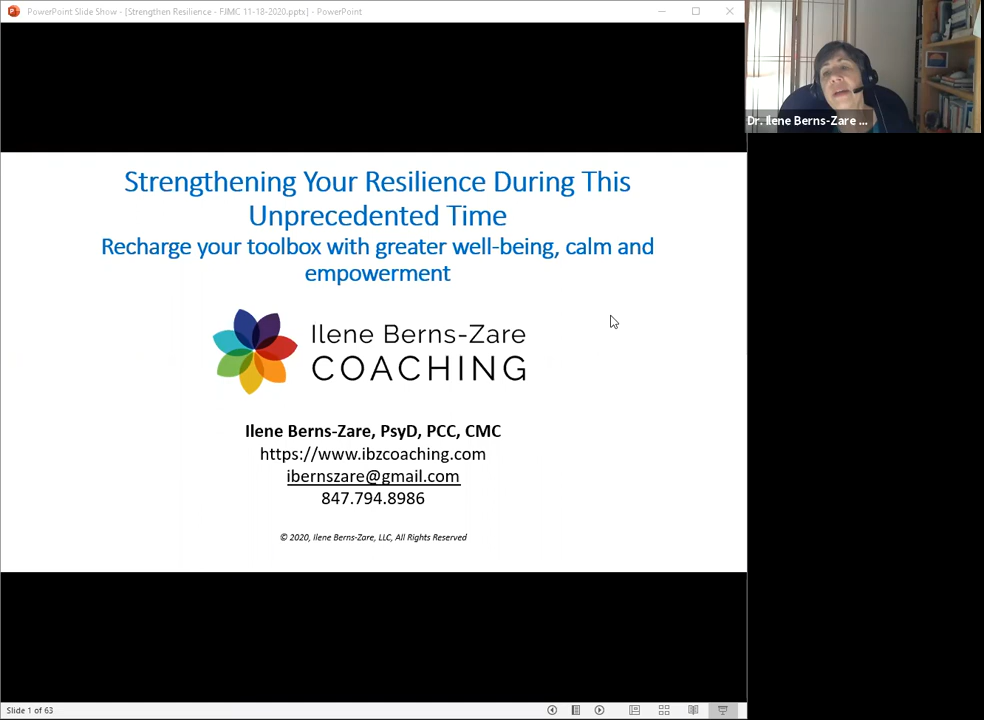 PowerPoint Slide Show - [Strengthen Resilience - FJMC 11-18-2020.pptx] - PowerPoint
Dr. Ilene Berns-Zare ...
Strengthening Your Resilience During This
Unprecedented Time
Recharge your toolbox with greater well-being, calm and
empowerment
Ilene Berns-Zare
COACHING
Ilene Berns-Zare, PsyD, PCC, CMC
https://www.ibzcoaching.com
ibernszare@gmail.com
847.794.8986
© 2020, Ilene Berns-Zare, LLC, All Rights Reserved
Slide 1 of 63